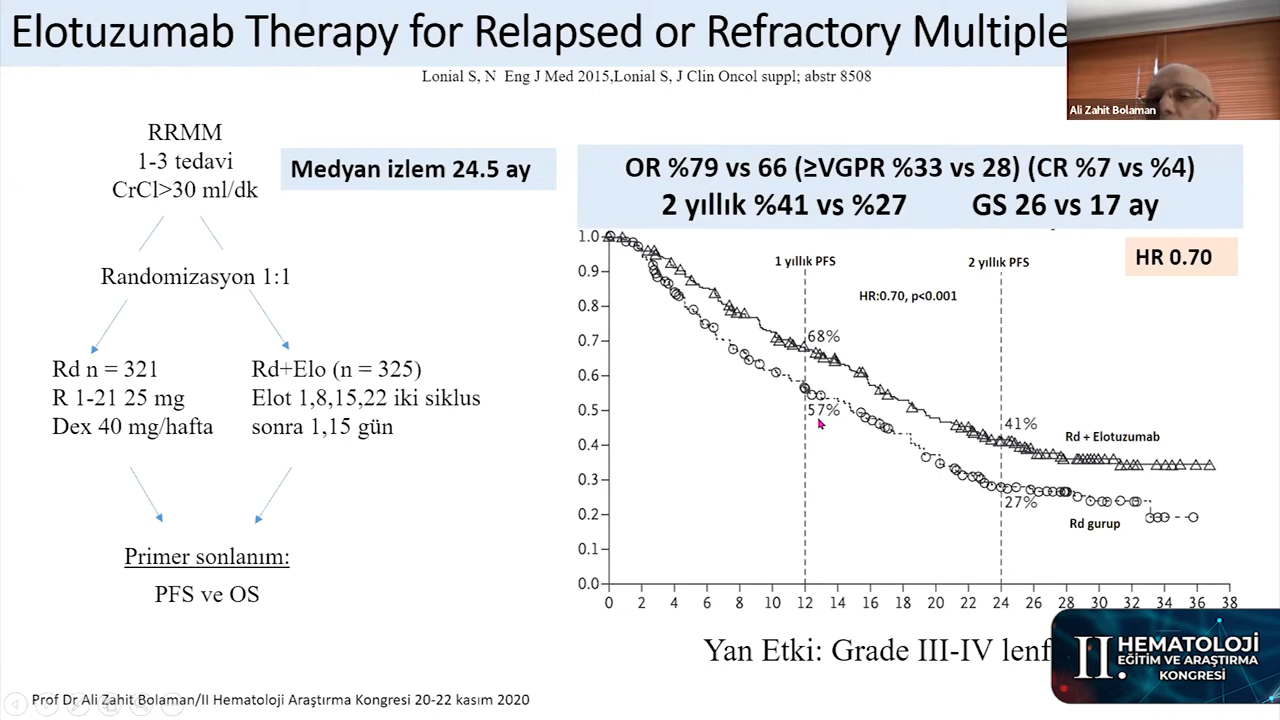 Elotuzumab Therapy for Relapsed or Refractory Multiple
Lonial S, N Eng J Med 2015,Lonial S, J Clin Oncol suppl; abstr 8508
Ali Zahit Bolaman
RRMM
1-3 tedavi
CrCl>30 ml/dk
Medyan izlem 24.5 ay
Randomizasyon 1:1
Rd n = 321
R 1-21 25 mg
Dex 40 mg/hafta
Rd+Elo (n = 325)
Elot 1,8,15,22 iki siklus
sonra 1,15 gün
Primer sonlanım:
PFS ve OS
OR %79 vs 66 (≥VGPR %33 vs 28) (CR %7 vs %4)
2 yıllık %41 vs %27 GS 26 vs 17 ay
HR 0.70
1 yıllık PFS
2 yıllık PFS
HR:0.70, p<0.001
68%
57%
41%
27%
Rd + Elotuzumab
Rd gurup
1.0
0.9
0.8
0.7
0.6
0.5
0.4
0.3
0.2
0.1
0.0
0 2 4 6 8 10 12 14 16 18 20 22 24 26 28 30 32 34 36 38
Yan Etki: Grade III-IV lenf
II. HEMATOLOJİ
EĞİTİM VE ARAŞTIRMA
KONGRESİ
Prof Dr Ali Zahit Bolaman/II Hematoloji Araştırma Kongresi 20-22 kasım 2020